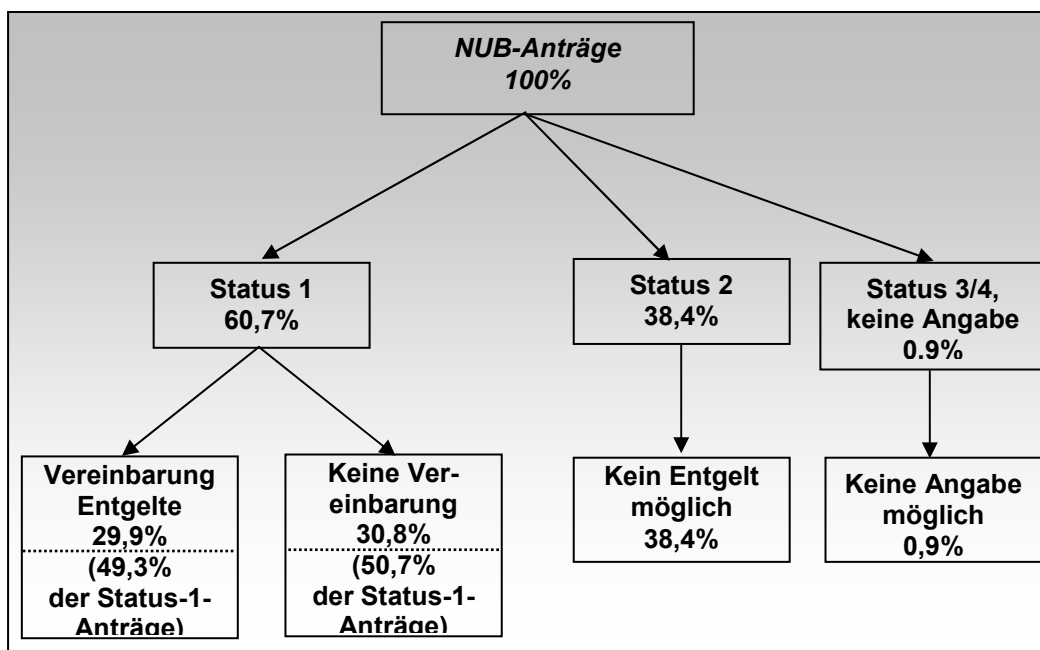 NUB-Anträge
100%
Status 1
60,7%
Status 2
38,4%
Status 3/4,
keine Angabe
0.9%
Vereinbarung
Entgelte
29,9%
(49,3%
der Status-1-
Anträge)
Keine Ver-
einbarung
30,8%
(50,7%
der Status-1-
Anträge)
Kein Entgelt
möglich
38,4%
Keine Angabe
möglich
0,9%